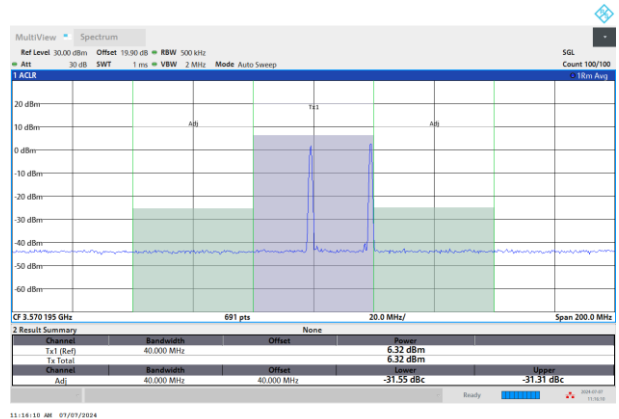 MultiView Spectrum
Ref Level 30.00 dBm Offset 19.90 dB RBW 500 kHz SGL
Att 30 dB SWT 1 ms VBW 2 MHz Mode Auto Sweep Count 100/100
1 ACLR 1Rm Avg
20 dBm
Tx1
10 dBm
Adj Adj
0 dBm
-10 dBm
-20 dBm
-30 dBm
-40 dBm
-50 dBm
-60 dBm
CF 3.570 195 GHz 691 pts 20.0 MHz/ Span 200.0 MHz
2 Result Summary None
Channel Bandwidth Offset Power
Tx1 (Ref) 40.000 MHz 6.32 dBm
Tx Total 6.32 dBm
Channel Bandwidth Offset Lower Upper
Adj 40.000 MHz 40.000 MHz -31.55 dBc -31.31 dBc
Ready 2024-07-07
11:16:10
11:16:10 AM 07/07/2024